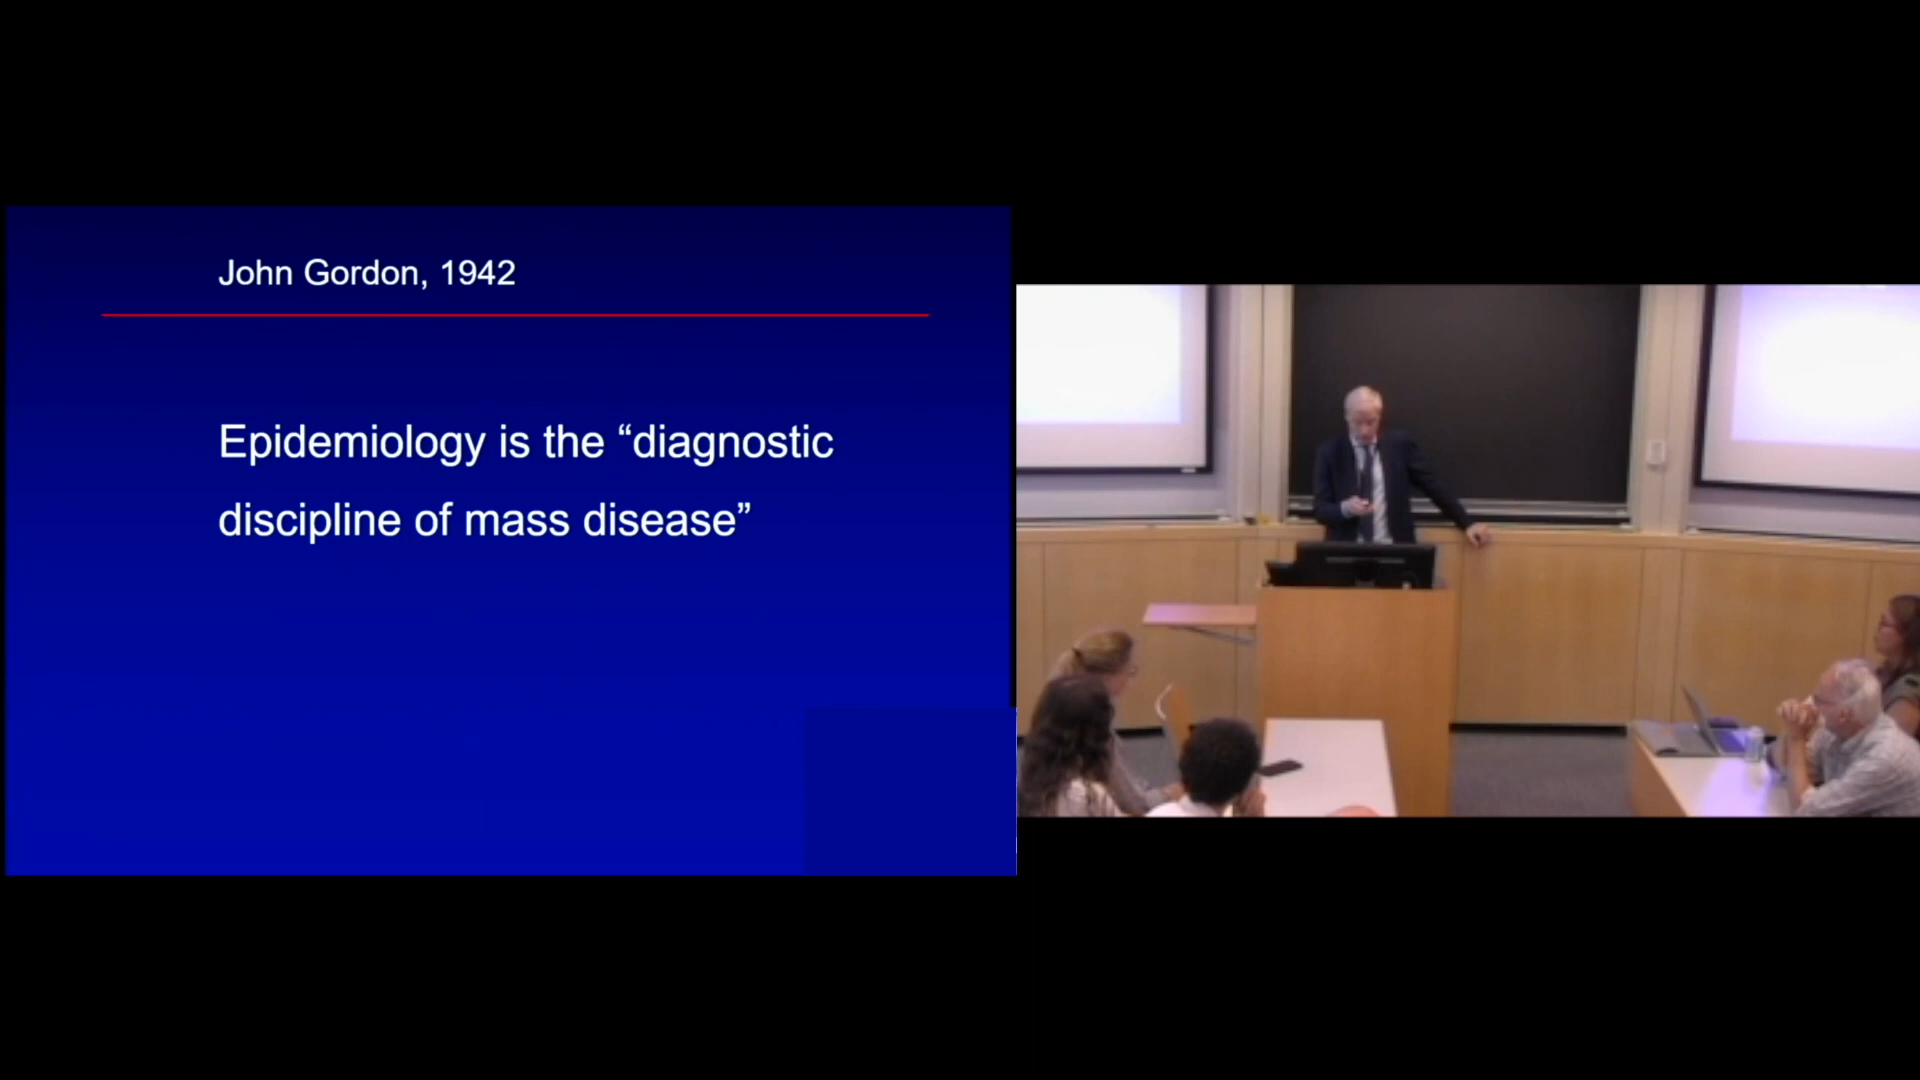 John Gordon, 1942
Epidemiology is the “diagnostic
discipline of mass disease”